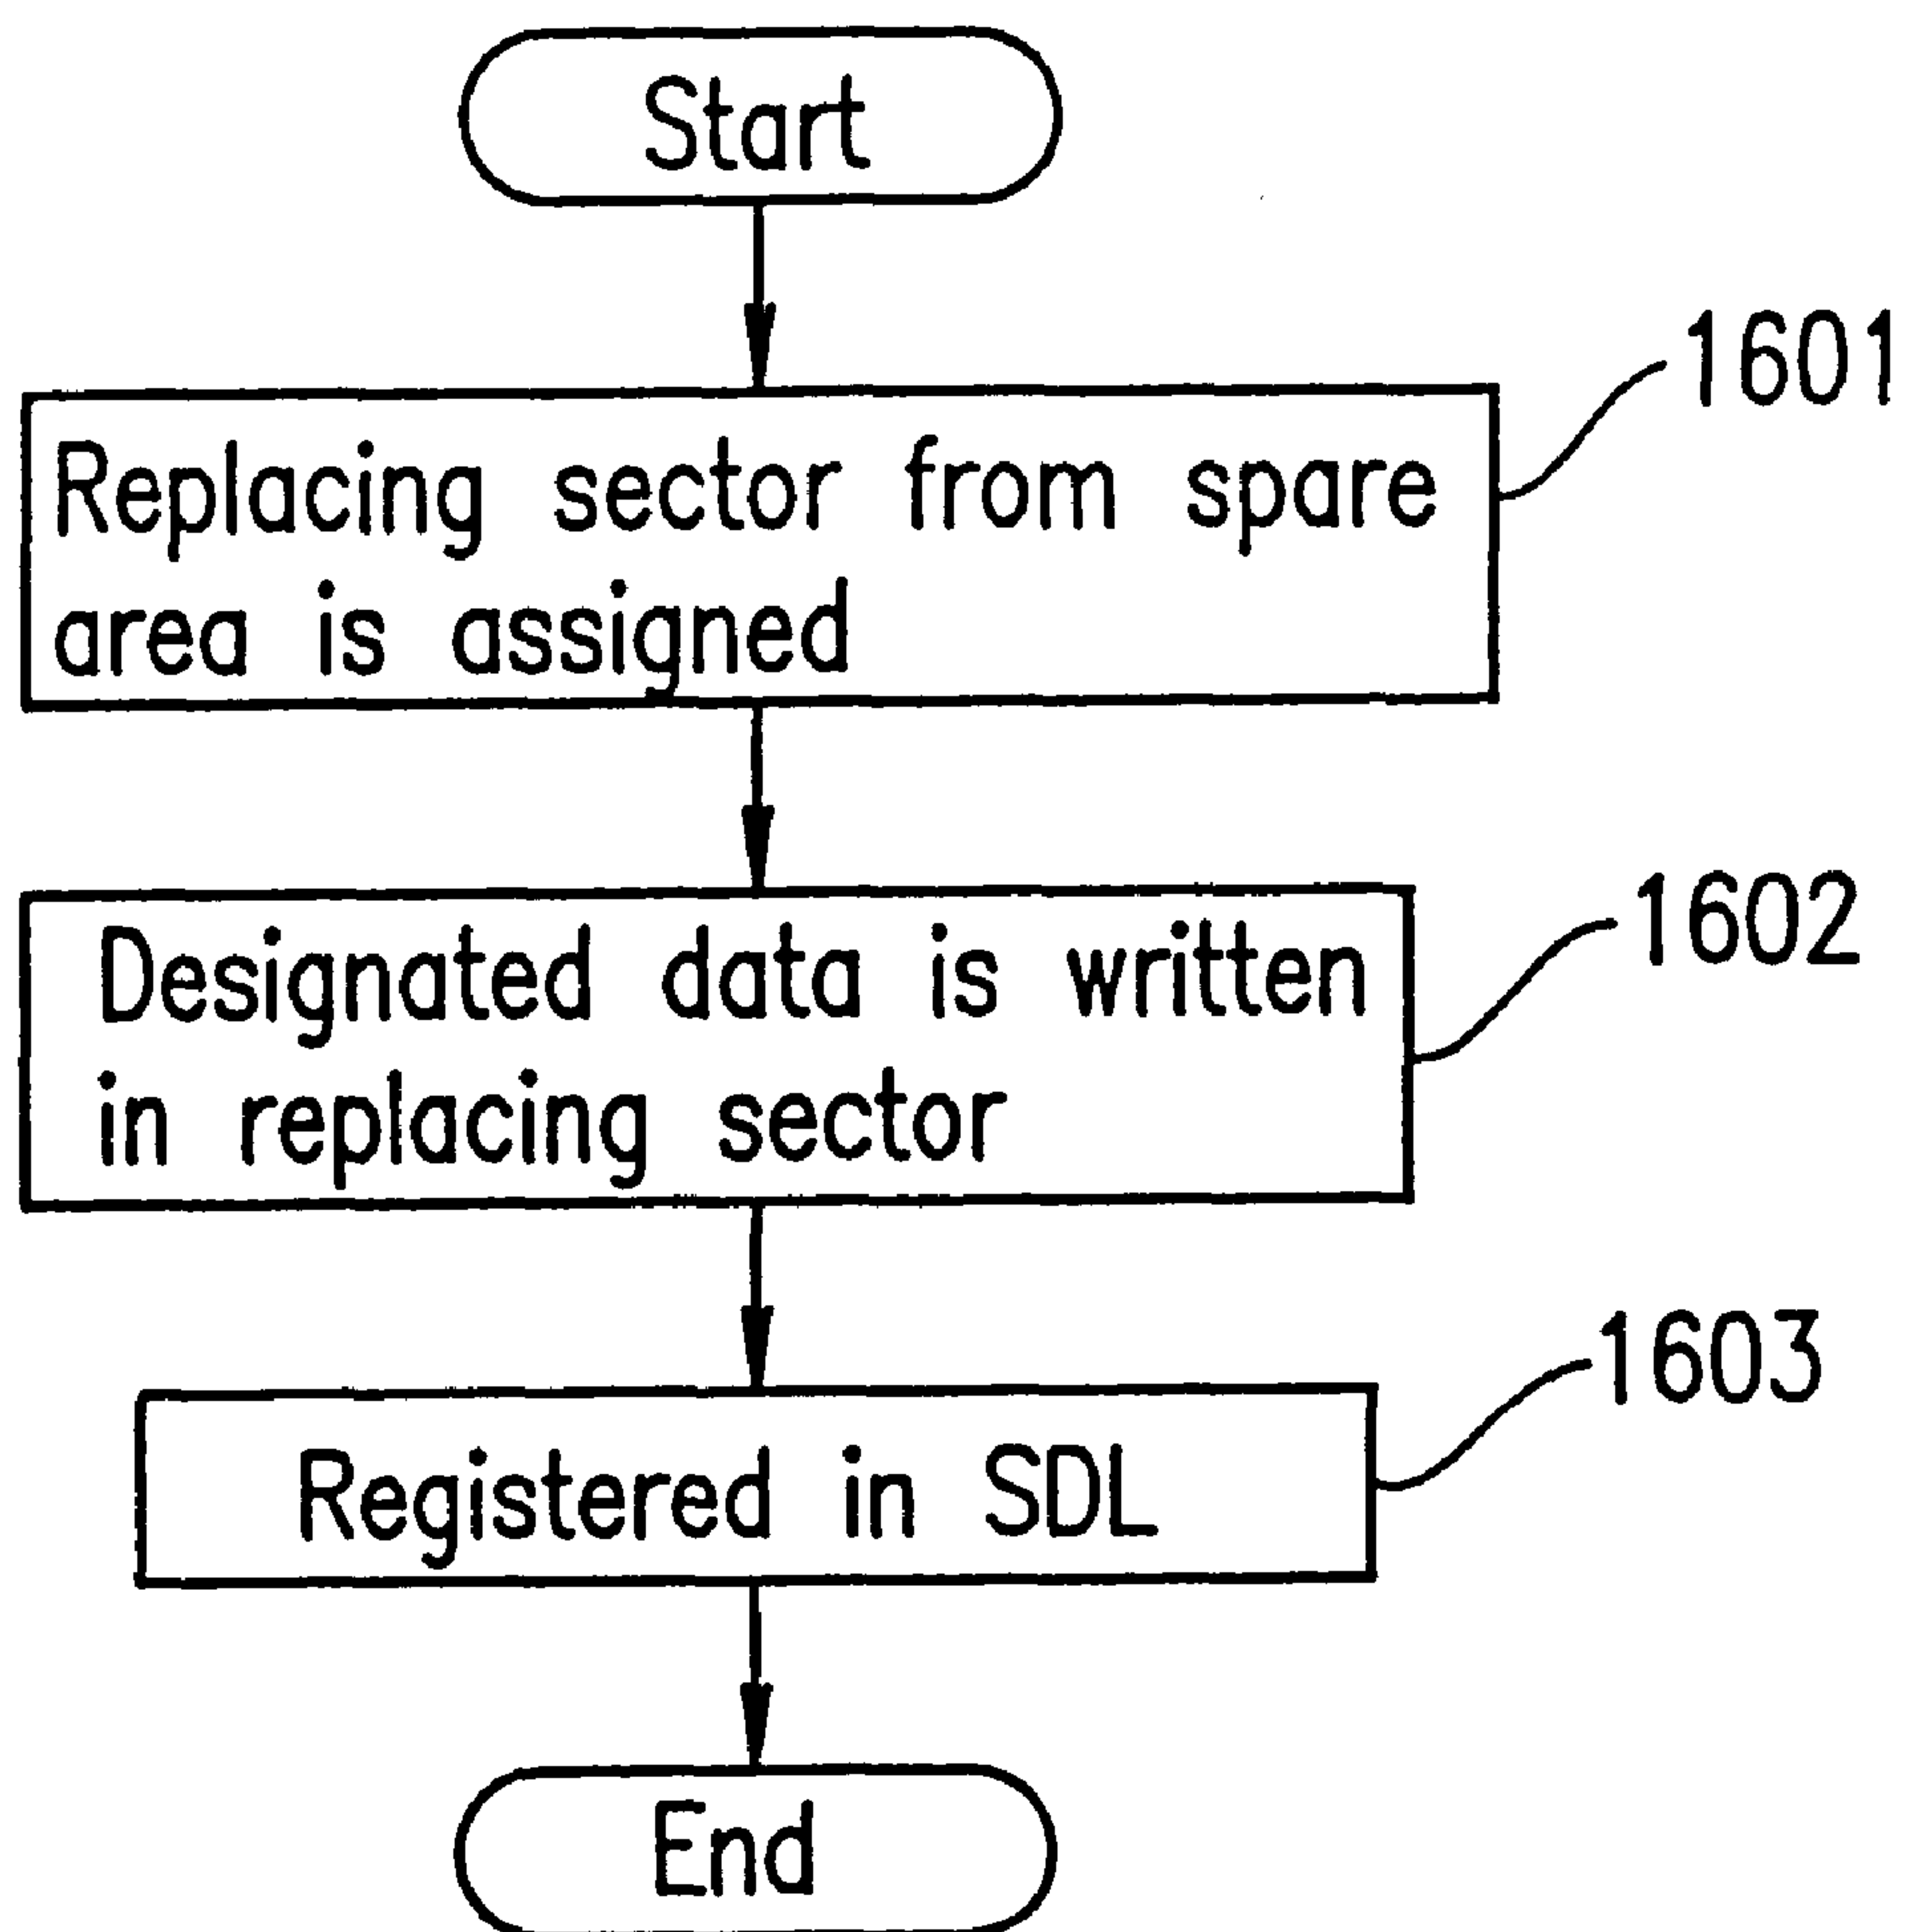 Start
1601
Replacing sector from spare
area is assigned
1602
Designated data is written
in replacing sector
1603
Registered in SDL
End